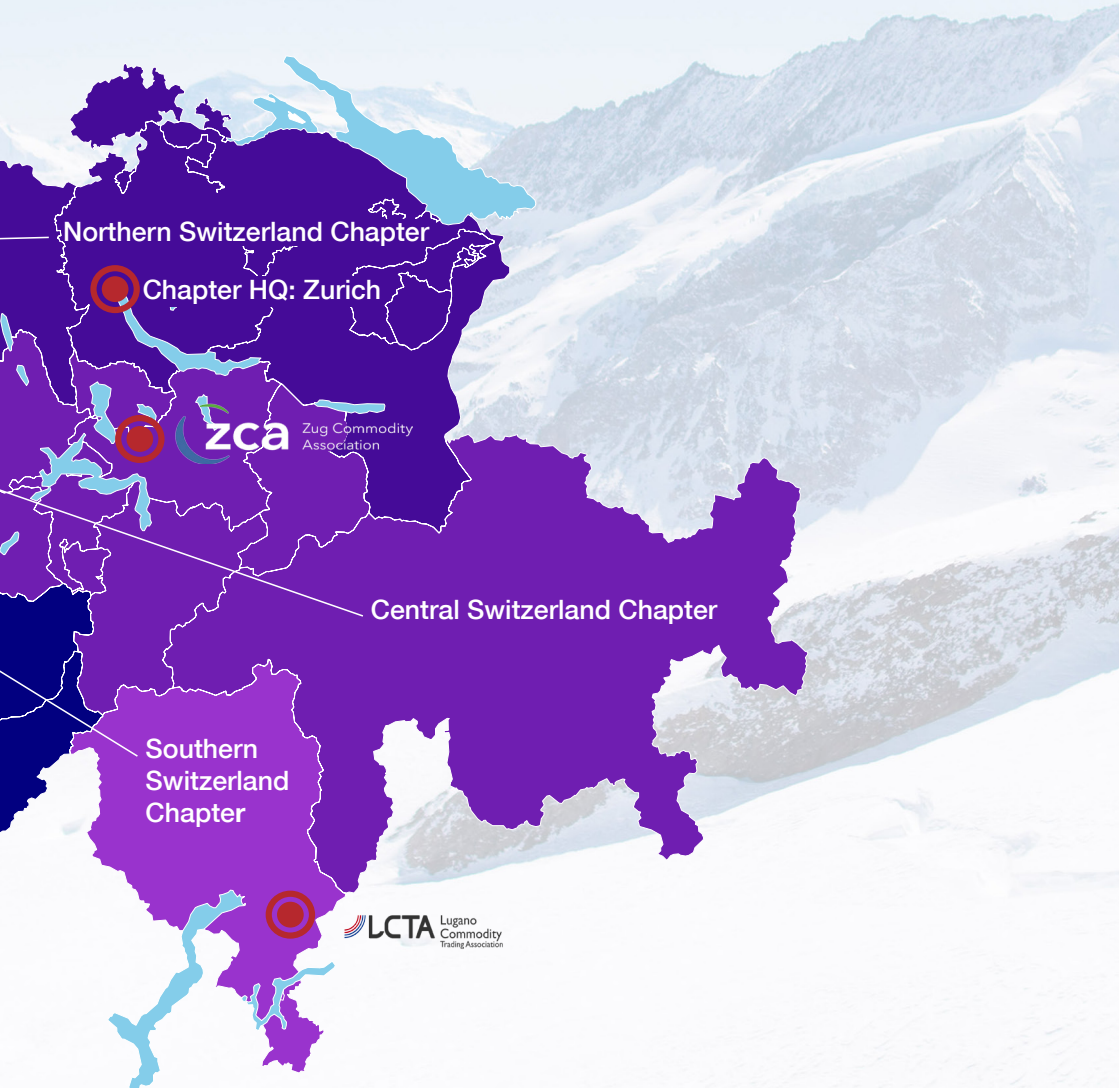 Northern Switzerland Chapter
Chapter HQ: Zurich
zca
Zug Commodity
Association
Central Switzerland Chapter
Southern
Switzerland
Chapter
LCTA
Lugano
Commodity
Trading Association